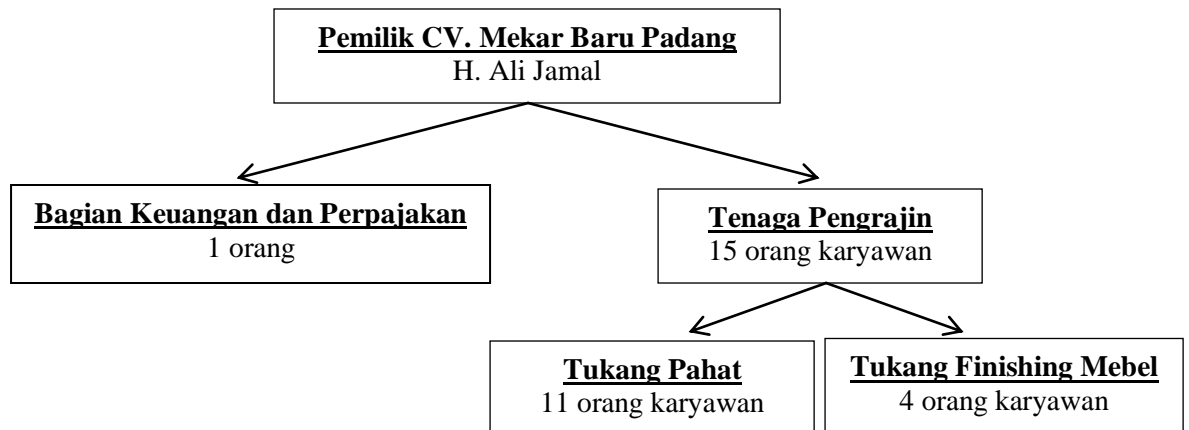 Pemilik CV. Mekar Baru Padang
H. Ali Jamal
Bagian Keuangan dan Perpajakan
1 orang
Tenaga Pengrajin
15 orang karyawan
Tukang Pahat
11 orang karyawan
Tukang Finishing Mebel
4 orang karyawan